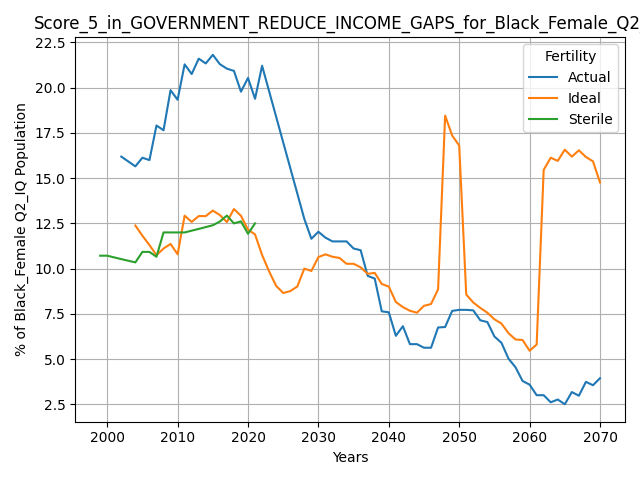 Score_5_in_GOVERNMENT_REDUCE_INCOME_GAPS_for_Black_Female_Q2
Fertility
Actual
Ideal
Sterile
% of Black_Female Q2_IQ Population
22.5
20.0
17.5
15.0
12.5
10.0
7.5
5.0
2.5
2000 2010 2020 2030 2040 2050 2060 2070
Years